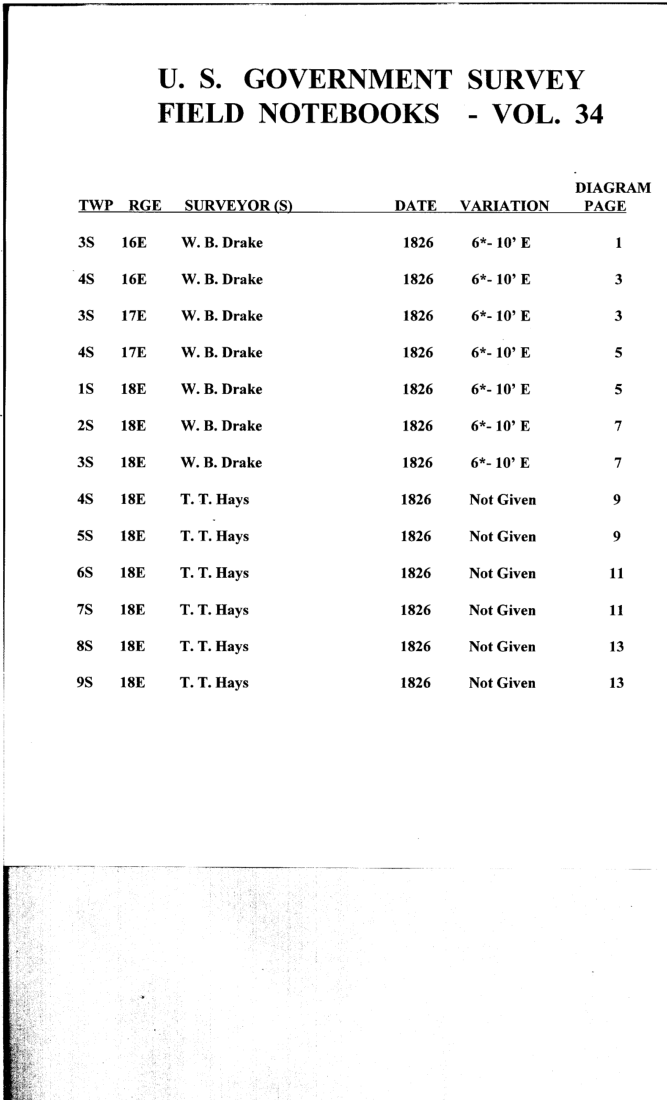 U. S. GOVERNMENT SURVEY
FIELD NOTEBOOKS - VOL. 34
DIAGRAM
TWP RGE SURVEYOR (S) DATE VARIATION PAGE
3S 16E W. B. Drake 1826 6*- 10' E 1
4S 16E W. B. Drake 1826 6*- 10' E 3
3S 17E W. B. Drake 1826 6*- 10' E 3
4S 17E W. B. Drake 1826 6*- 10' E 5
1S 18E W. B. Drake 1826 6*- 10' E 5
2S 18E W. B. Drake 1826 6*- 10' E 7
3S 18E W. B. Drake 1826 6*- 10' E 7
4S 18E T. T. Hays 1826 Not Given 9
5S 18E T. T. Hays 1826 Not Given 9
6S 18E T. T. Hays 1826 Not Given 11
7S 18E T. T. Hays 1826 Not Given 11
8S 18E T. T. Hays 1826 Not Given 13
9S 18E T. T. Hays 1826 Not Given 13